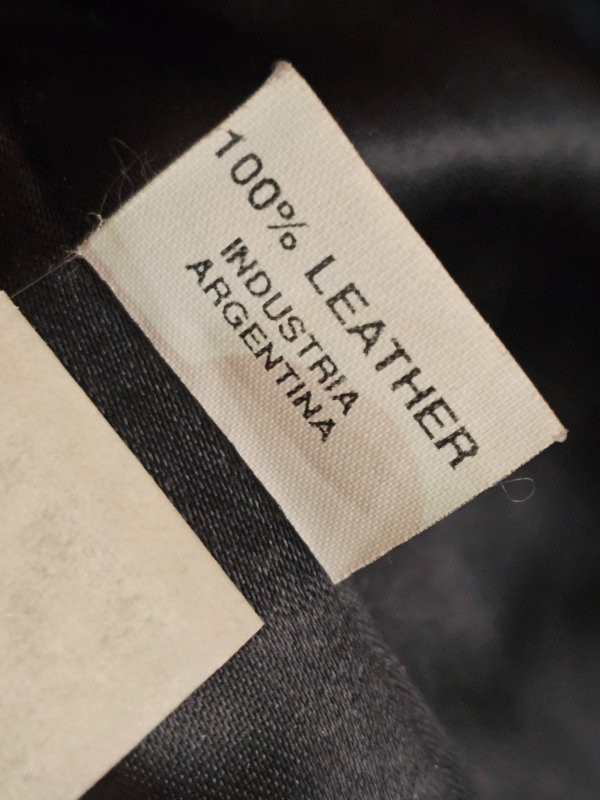 100% LEATHER
INDUSTRIA
ARGENTINA